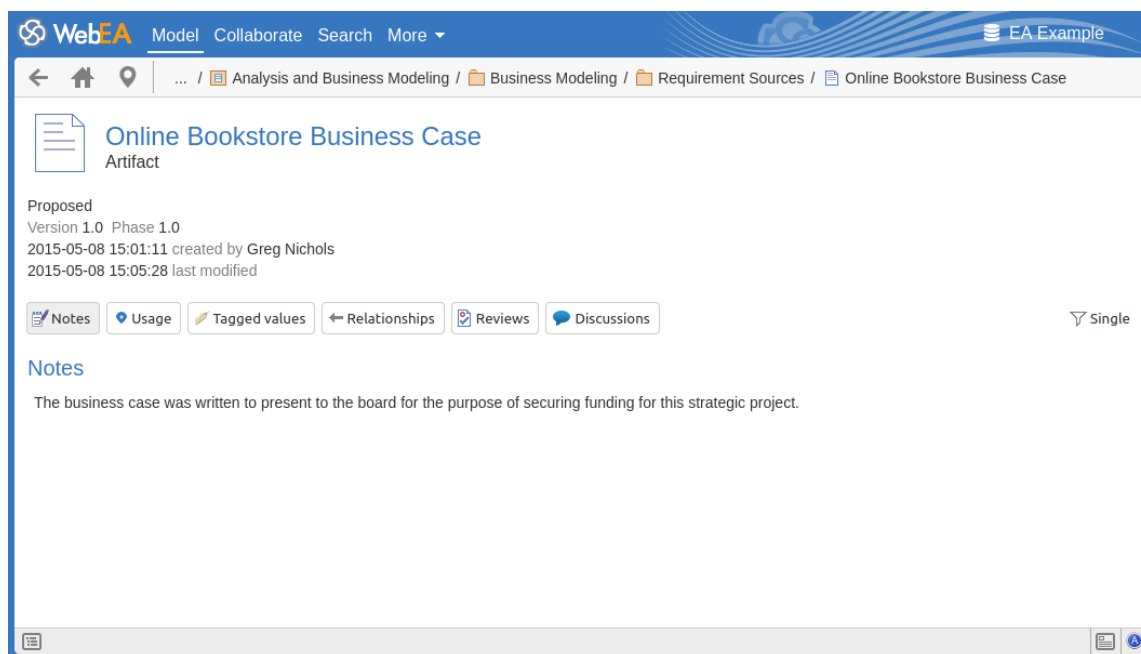 WebEA Model Collaborate Search More EA Example
... / Analysis and Business Modeling / Business Modeling / Requirement Sources / Online Bookstore Business Case
Online Bookstore Business Case
Artifact
Proposed
Version 1.0 Phase 1.0
2015-05-08 15:01:11 created by Greg Nichols
2015-05-08 15:05:28 last modified
Notes Usage Tagged values Relationships Reviews Discussions Single
Notes
The business case was written to present to the board for the purpose of securing funding for this strategic project.
A